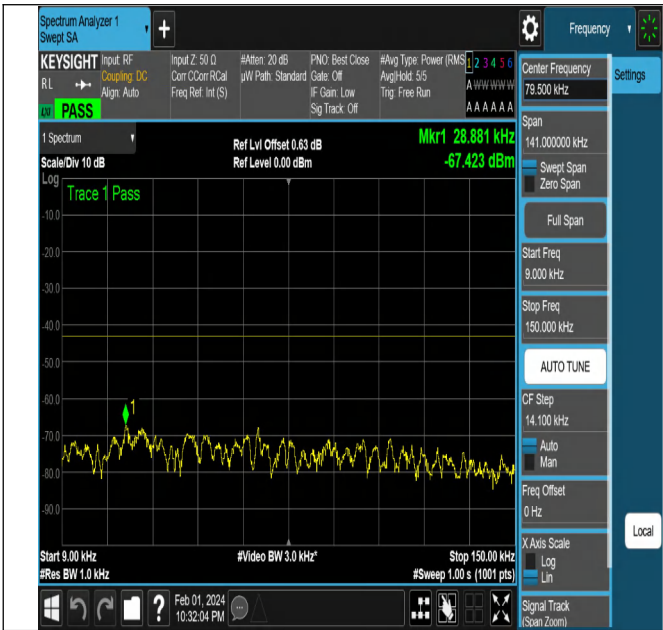 Spectrum Analyzer 1
Swept SA
+
Frequency
KEYSIGHT
RL
Input: RF
Coupling: DC
Align: Auto
Input Z: 50 Ω
Corr CCorr RCal
Freq Ref: Int (S)
#Atten: 20 dB
µW Path: Standard
PNO: Best Close
Gate: Off
IF Gain: Low
Sig Track: Off
#Avg Type: Power (RMS
Avg|Hold: 5/5
Trig: Free Run
1 2 3 4 5 6
A W W W W W
A A A A A A
LXI
PASS
1 Spectrum
Scale/Div 10 dB
Ref Lvl Offset 0.63 dB
Ref Level 0.00 dBm
Mkr1 28.881 kHz
-67.423 dBm
Log
Trace 1 Pass
-10.0
-20.0
-30.0
-40.0
-50.0
-60.0
-70.0
-80.0
-90.0
1
Start 9.00 kHz
#Res BW 1.0 kHz
#Video BW 3.0 kHz*
Stop 150.00 kHz
#Sweep 1.00 s (1001 pts)
?
Feb 01, 2024
10:32:04 PM
Center Frequency
79.500 kHz
Settings
Span
141.000000 kHz
Swept Span
Zero Span
Full Span
Start Freq
9.000 kHz
Stop Freq
150.000 kHz
AUTO TUNE
CF Step
14.100 kHz
Auto
Man
Freq Offset
0 Hz
Local
X Axis Scale
Log
Lin
Signal Track
(Span Zoom)